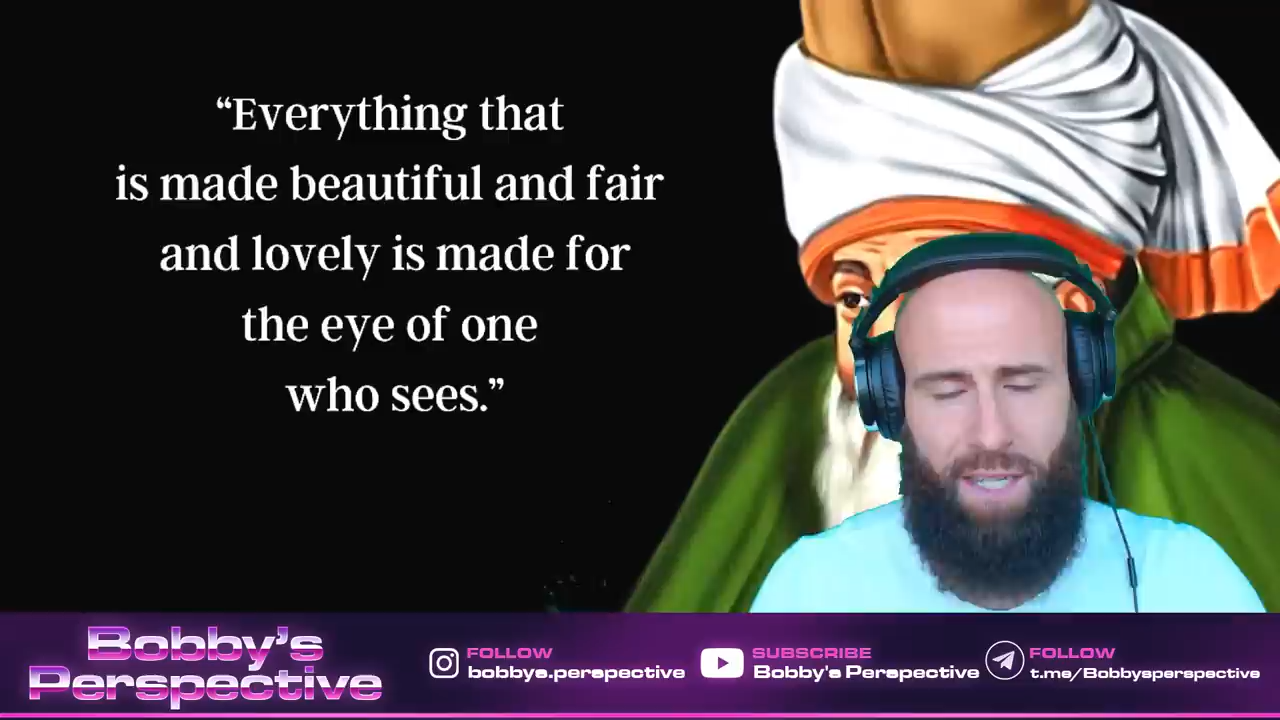 “Everything that
is made beautiful and fair
and lovely is made for
the eye of one
who sees.”
Bobby's
Perspective
FOLLOW
bobbys.perspective
SUBSCRIBE
Bobby's Perspective
FOLLOW
t.me/Bobbysperspective